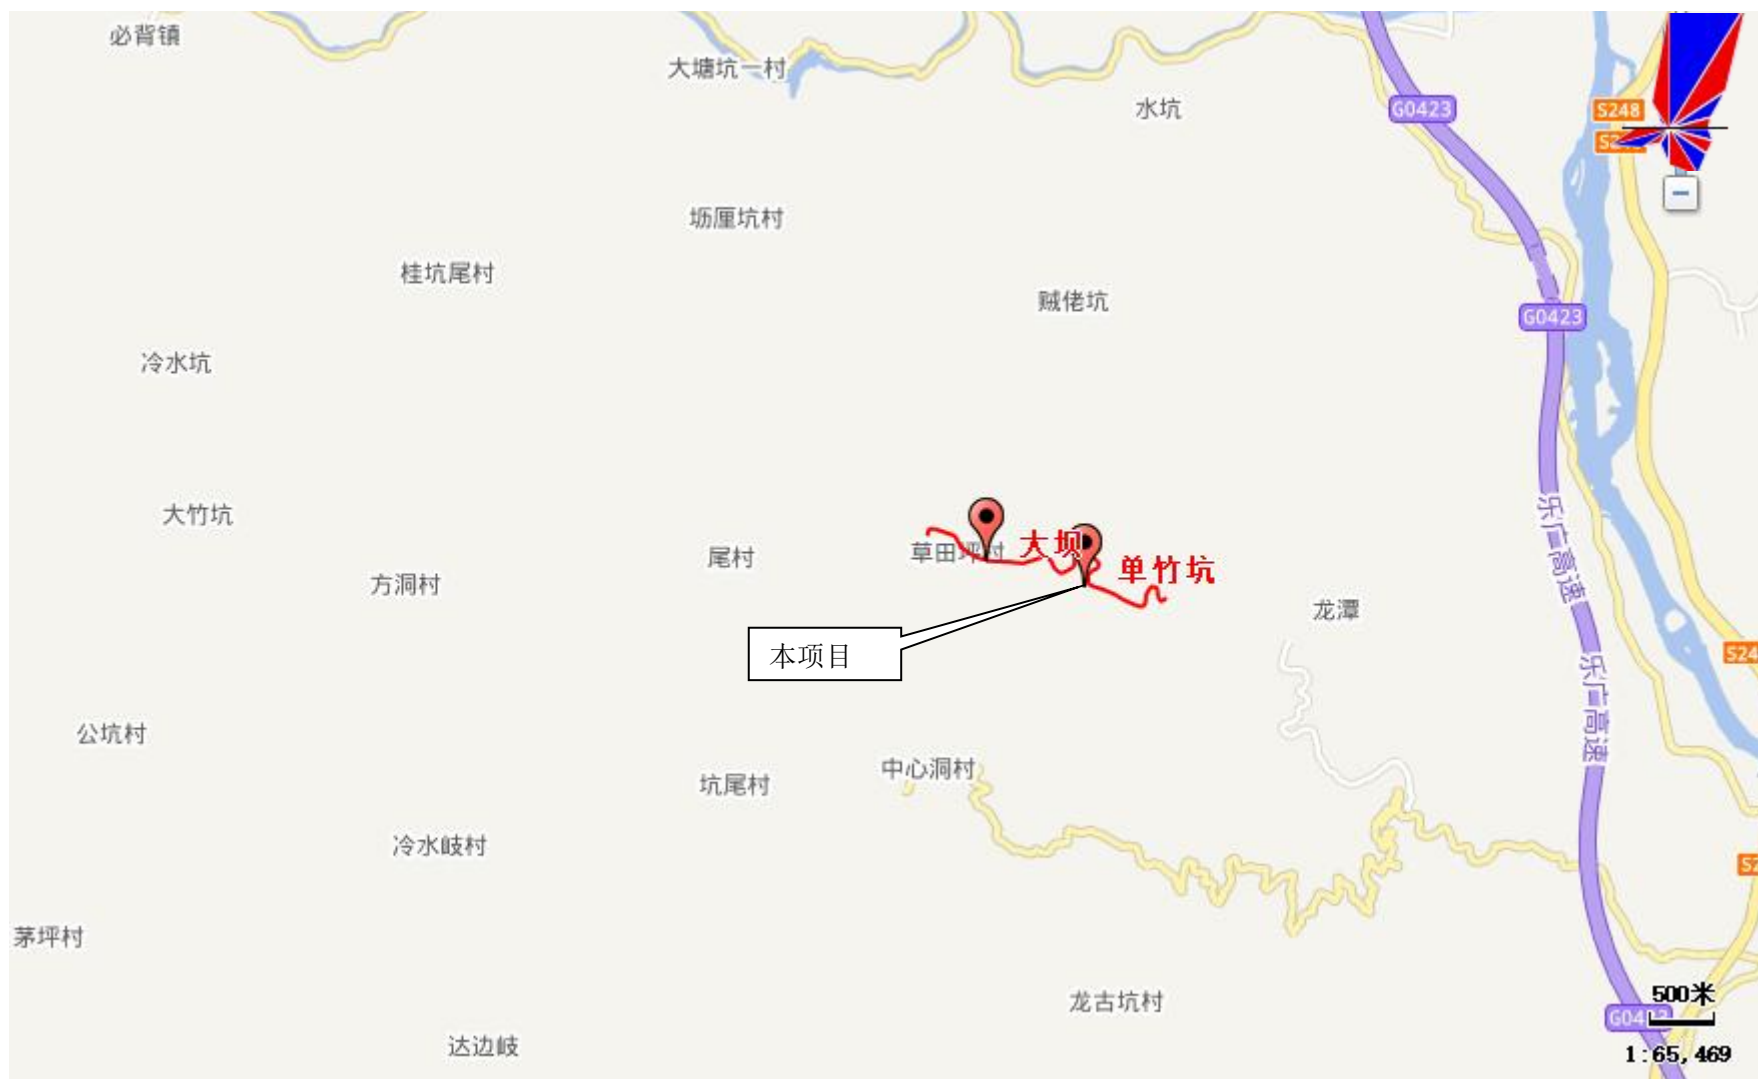 必背镇
大塘坑一村
水坑
G0423
S248
坜厘坑村
桂坑尾村
贼佬坑
G0423
冷水坑
大竹坑
尾村
草田坪村
大坝
单竹坑
乐广高速
方洞村
龙潭
本项目
乐广高速
公坑村
坑尾村
中心洞村
冷水岐村
茅坪村
龙古坑村
500米
达边岐
1:65,469